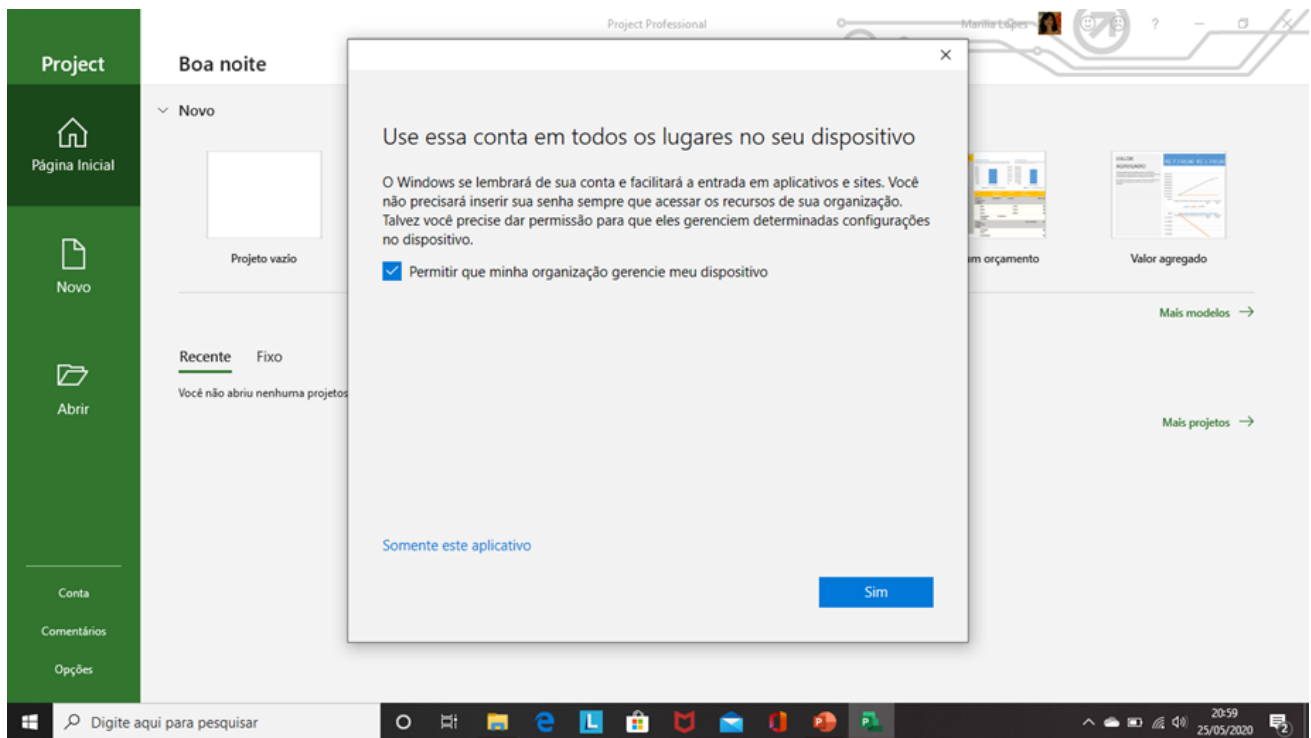 Project Professional
Marilia Lopes
?
Project
Boa noite
Página Inicial
Novo
Abrir
Conta
Comentários
Opções
Novo
Projeto vazio
Use essa conta em todos os lugares no seu dispositivo
O Windows se lembrará de sua conta e facilitará a entrada em aplicativos e sites. Você
não precisará inserir sua senha sempre que acessar os recursos de sua organização.
Talvez você precise dar permissão para que eles gerenciem determinadas configurações
no dispositivo.
Permitir que minha organização gerencie meu dispositivo
Somente este aplicativo
Sim
orçamento
VALOR
AGREGADO
Valor agregado
Mais modelos
Recente Fixo
Você não abriu nenhuma projetos
Mais projetos
Digite aqui para pesquisar
20:59
25/05/2020
2